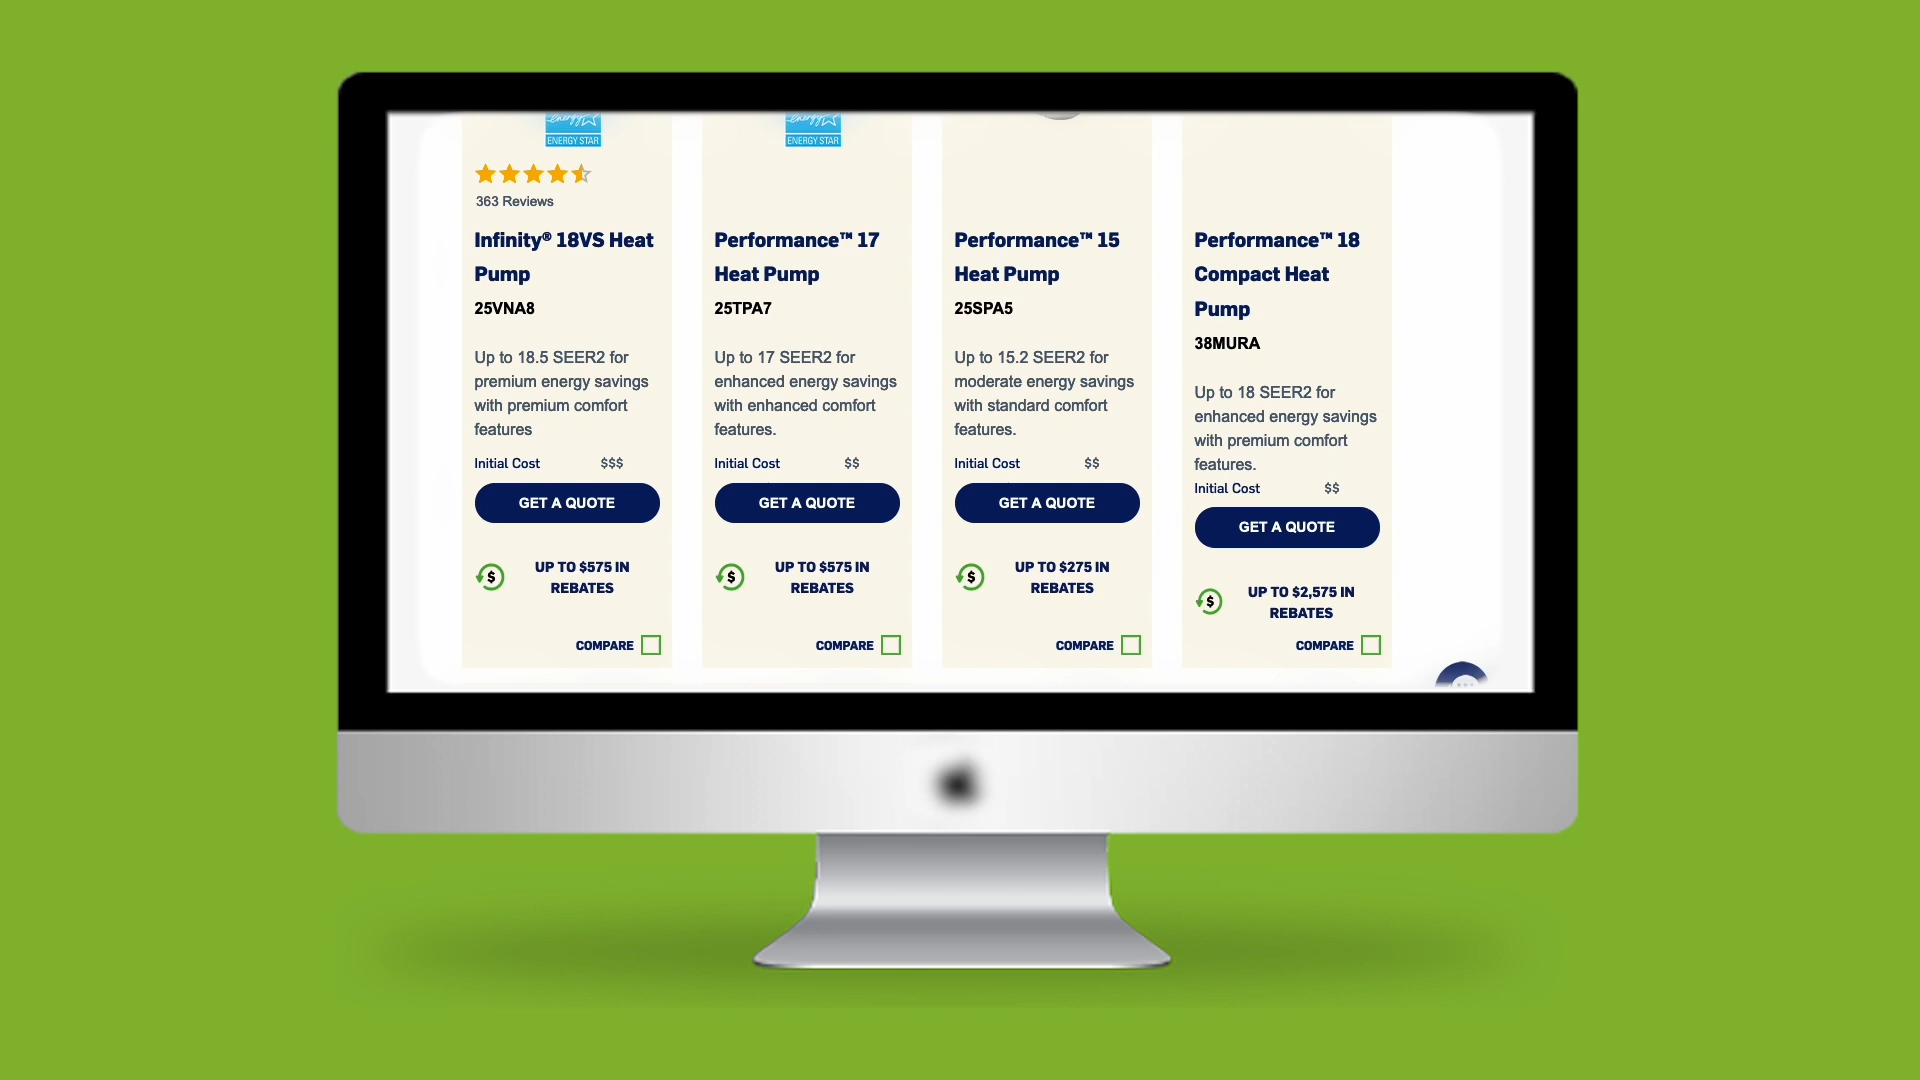 energy
ENERGY STAR
363 Reviews
Infinity® 18VS Heat
Pump
25VNA8
Up to 18.5 SEER2 for
premium energy savings
with premium comfort
features
Initial Cost $$$
GET A QUOTE
$
UP TO $575 IN
REBATES
COMPARE
energy
ENERGY STAR
Performance™ 17
Heat Pump
25TPA7
Up to 17 SEER2 for
enhanced energy savings
with enhanced comfort
features.
Initial Cost $$
GET A QUOTE
$
UP TO $575 IN
REBATES
COMPARE
Performance™ 15
Heat Pump
25SPA5
Up to 15.2 SEER2 for
moderate energy savings
with standard comfort
features.
Initial Cost $$
GET A QUOTE
$
UP TO $275 IN
REBATES
COMPARE
Performance™ 18
Compact Heat
Pump
38MURA
Up to 18 SEER2 for
enhanced energy savings
with premium comfort
features.
Initial Cost $$
GET A QUOTE
$
UP TO $2,575 IN
REBATES
COMPARE